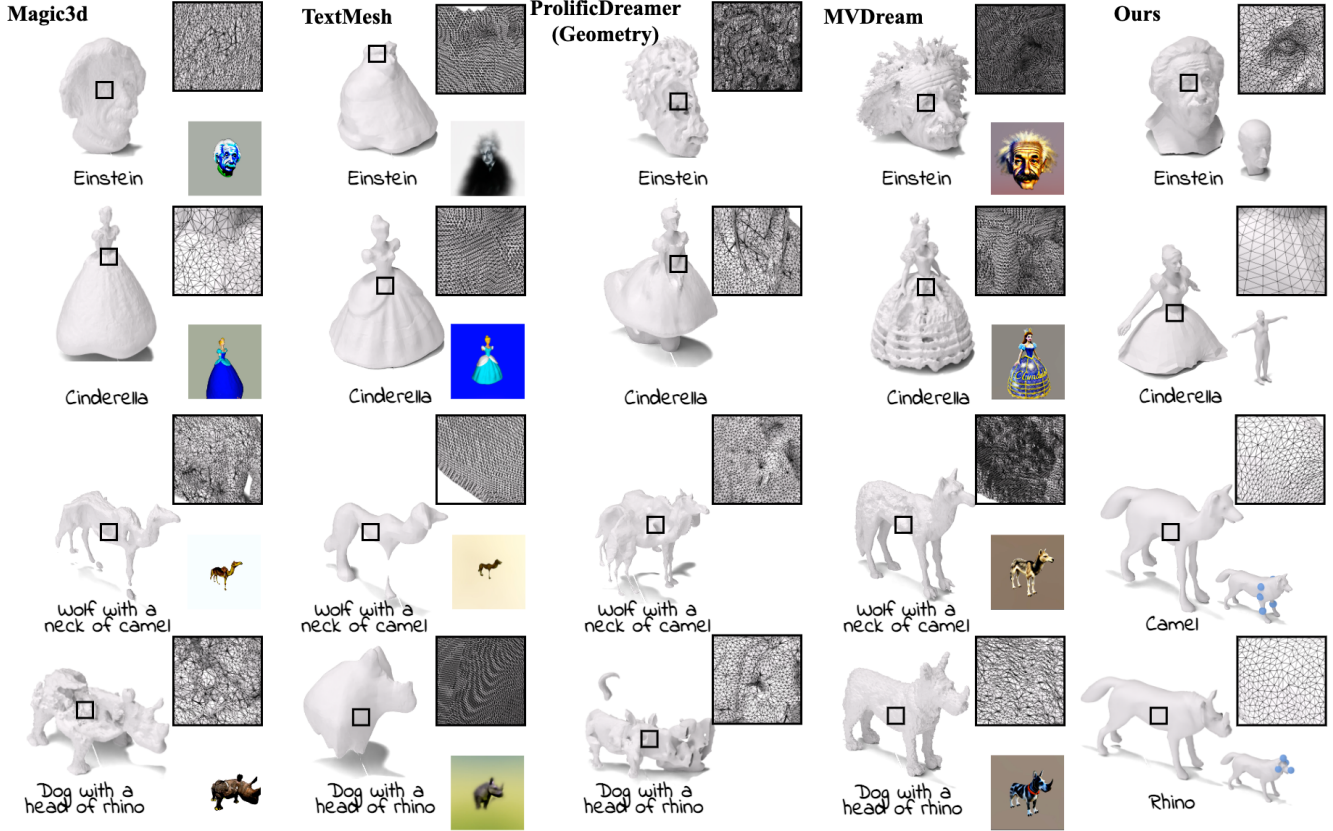 Magic3d
TextMesh
ProlificDreamer
(Geometry)
MVDream
Ours
Einstein
Einstein
Einstein
Einstein
Einstein
Cinderella
Cinderella
Cinderella
Cinderella
Cinderella
Wolf with a
neck of camel
Wolf with a
neck of camel
Wolf with a
neck of camel
Wolf with a
neck of camel
Camel
Dog with a
head of rhino
Dog with a
head of rhino
Dog with a
head of rhino
Dog with a
head of rhino
Rhino